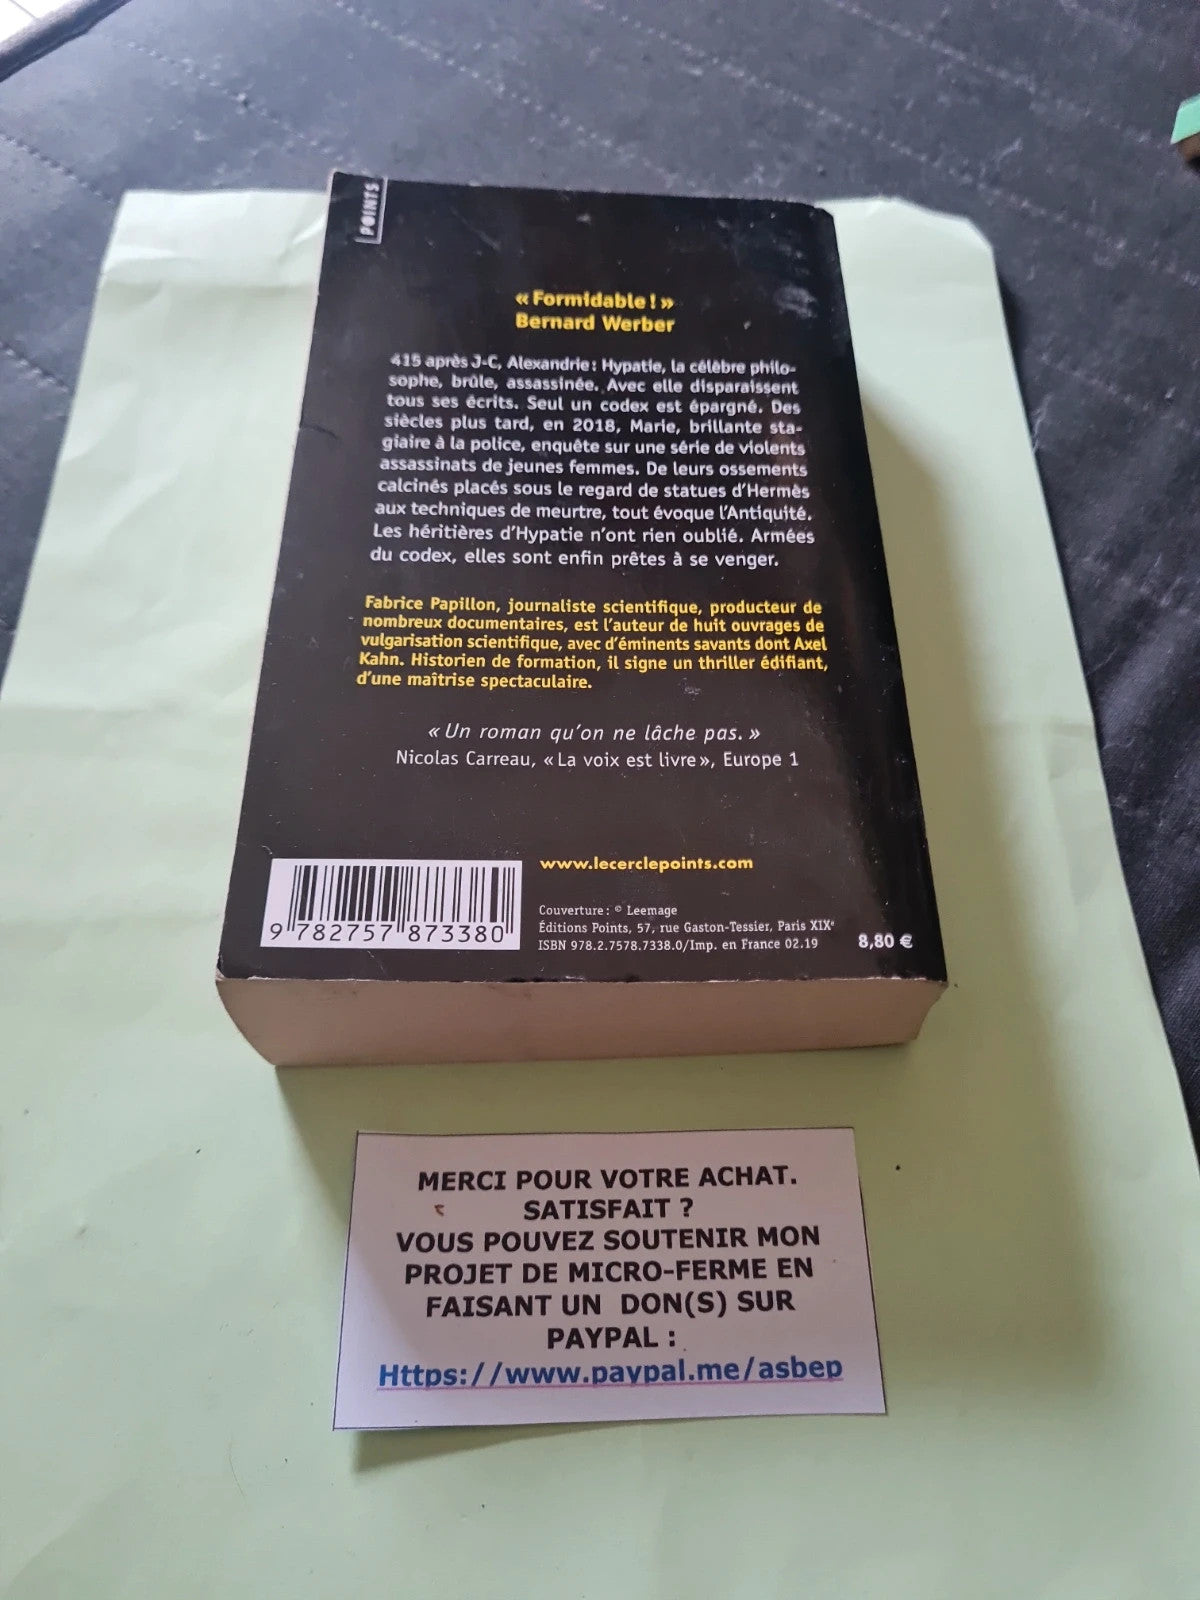 POINTS
« Formidable ! »
Bernard Werber
415 après J-C, Alexandrie : Hypatie, la célèbre philo-
sophe, brûle, assassinée. Avec elle disparaissent
tous ses écrits. Seul un codex est épargné. Des
siècles plus tard, en 2018, Marie, brillante sta-
giaire à la police, enquête sur une série de violents
assassinats de jeunes femmes. De leurs ossements
calcinés placés sous le regard de statues d'Hermès
aux techniques de meurtre, tout évoque l'Antiquité.
Les héritières d'Hypatie n'ont rien oublié. Armées
du codex, elles sont enfin prêtes à se venger.
Fabrice Papillon, journaliste scientifique, producteur de
nombreux documentaires, est l'auteur de huit ouvrages de
vulgarisation scientifique, avec d'éminents savants dont Axel
Kahn. Historien de formation, il signe un thriller édifiant,
d'une maîtrise spectaculaire.
« Un roman qu'on ne lâche pas. »
Nicolas Carreau, « La voix est livre », Europe 1
www.lecerclepoints.com
Couverture : © Leemage
Éditions Points, 57, rue Gaston-Tessier, Paris XIXe
ISBN 978.2.7578.7338.0/Imp. en France 02.19
8,80 €
9 782757 873380
MERCI POUR VOTRE ACHAT.
SATISFAIT ?
VOUS POUVEZ SOUTENIR MON
PROJET DE MICRO-FERME EN
FAISANT UN DON(S) SUR
PAYPAL :
Https://www.paypal.me/asbep